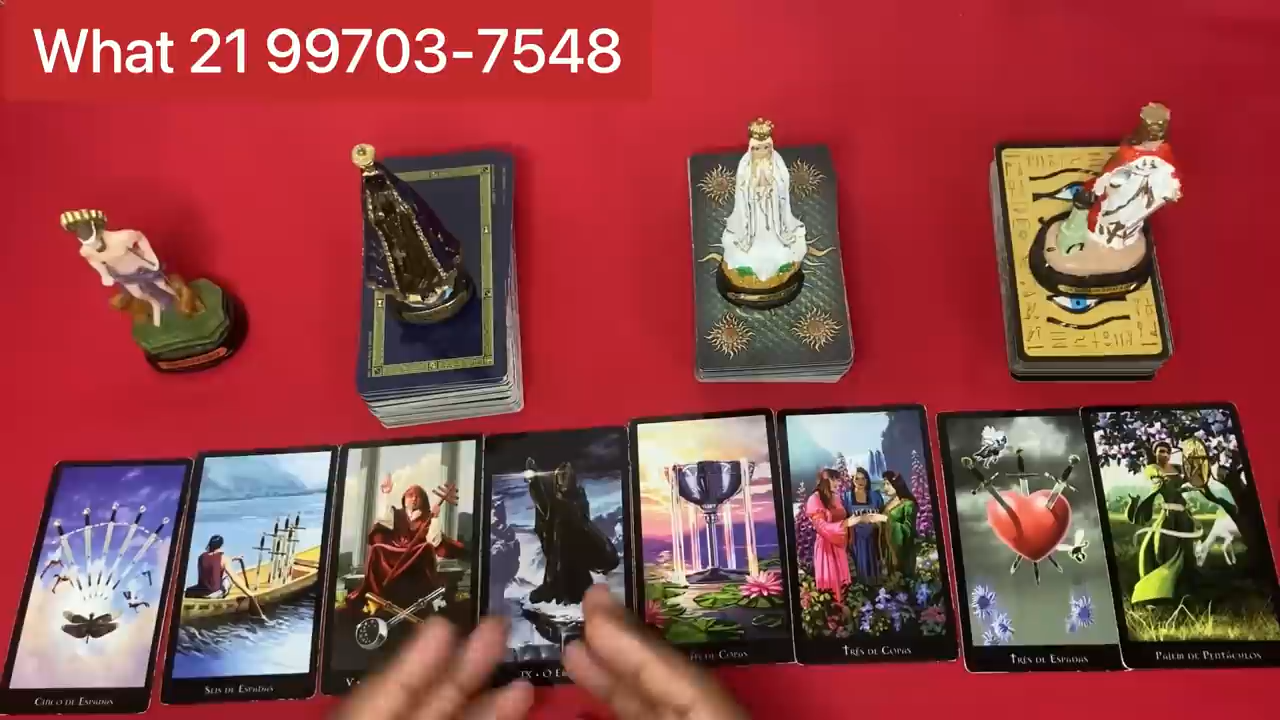 What 21 99703-7548
Cinco de Espadas
Seis de Espadas
Três de Copas
Três de Espadas
Pajem de Pentáculos